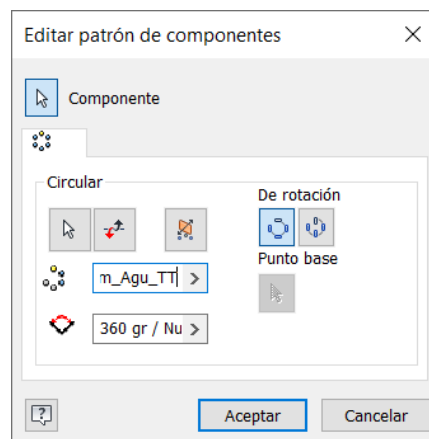 Editar patrón de componentes
Componente
Circular
De rotación
Punto base
m_Agu_TT
360 gr / Nu
Aceptar
Cancelar